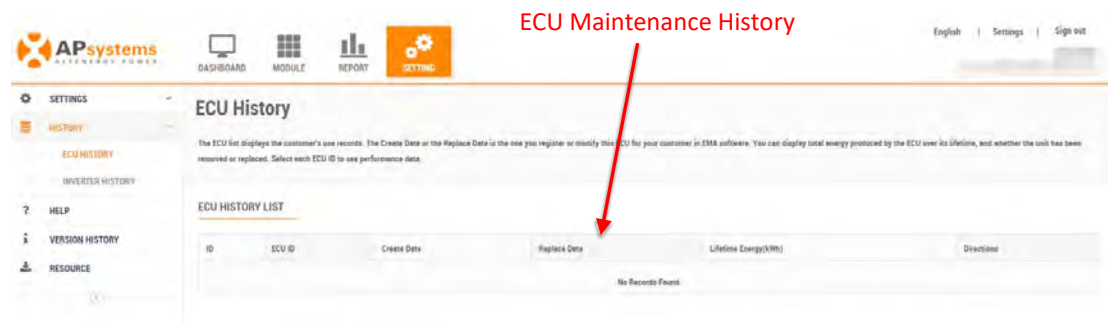 ECU Maintenance History
English | Settings | Sign out
APsystems
ALTENERGY POWER
DASHBOARD MODULE REPORT SETTING
SETTINGS
HISTORY
ECU HISTORY
INVERTER HISTORY
? HELP
i VERSION HISTORY
RESOURCE
ECU History
The ECU list displays the customer's use records. The Create Date or the Replace Date is the one you register or modify this ECU for your customer in EMA software. You can display total energy produced by the ECU over its lifetime, and whether the unit has been
removed or replaced. Select each ECU ID to see performance data.
ECU HISTORY LIST
ID ECU ID Create Date Replace Date Lifetime Energy(kWh) Directions
No Records Found